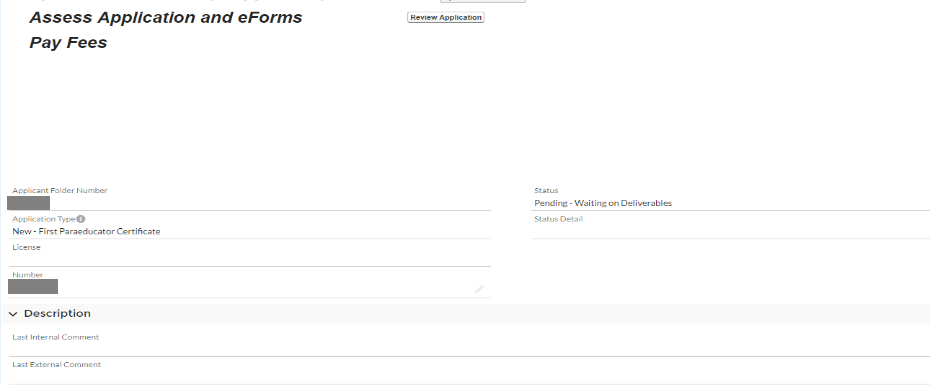 Assess Application and eForms
Review Application
Pay Fees
Applicant Folder Number
Status
Pending - Waiting on Deliverables
Application Type
Status Detail
New - First Paraeducator Certificate
License
Number
Description
Last Internal Comment
Last External Comment